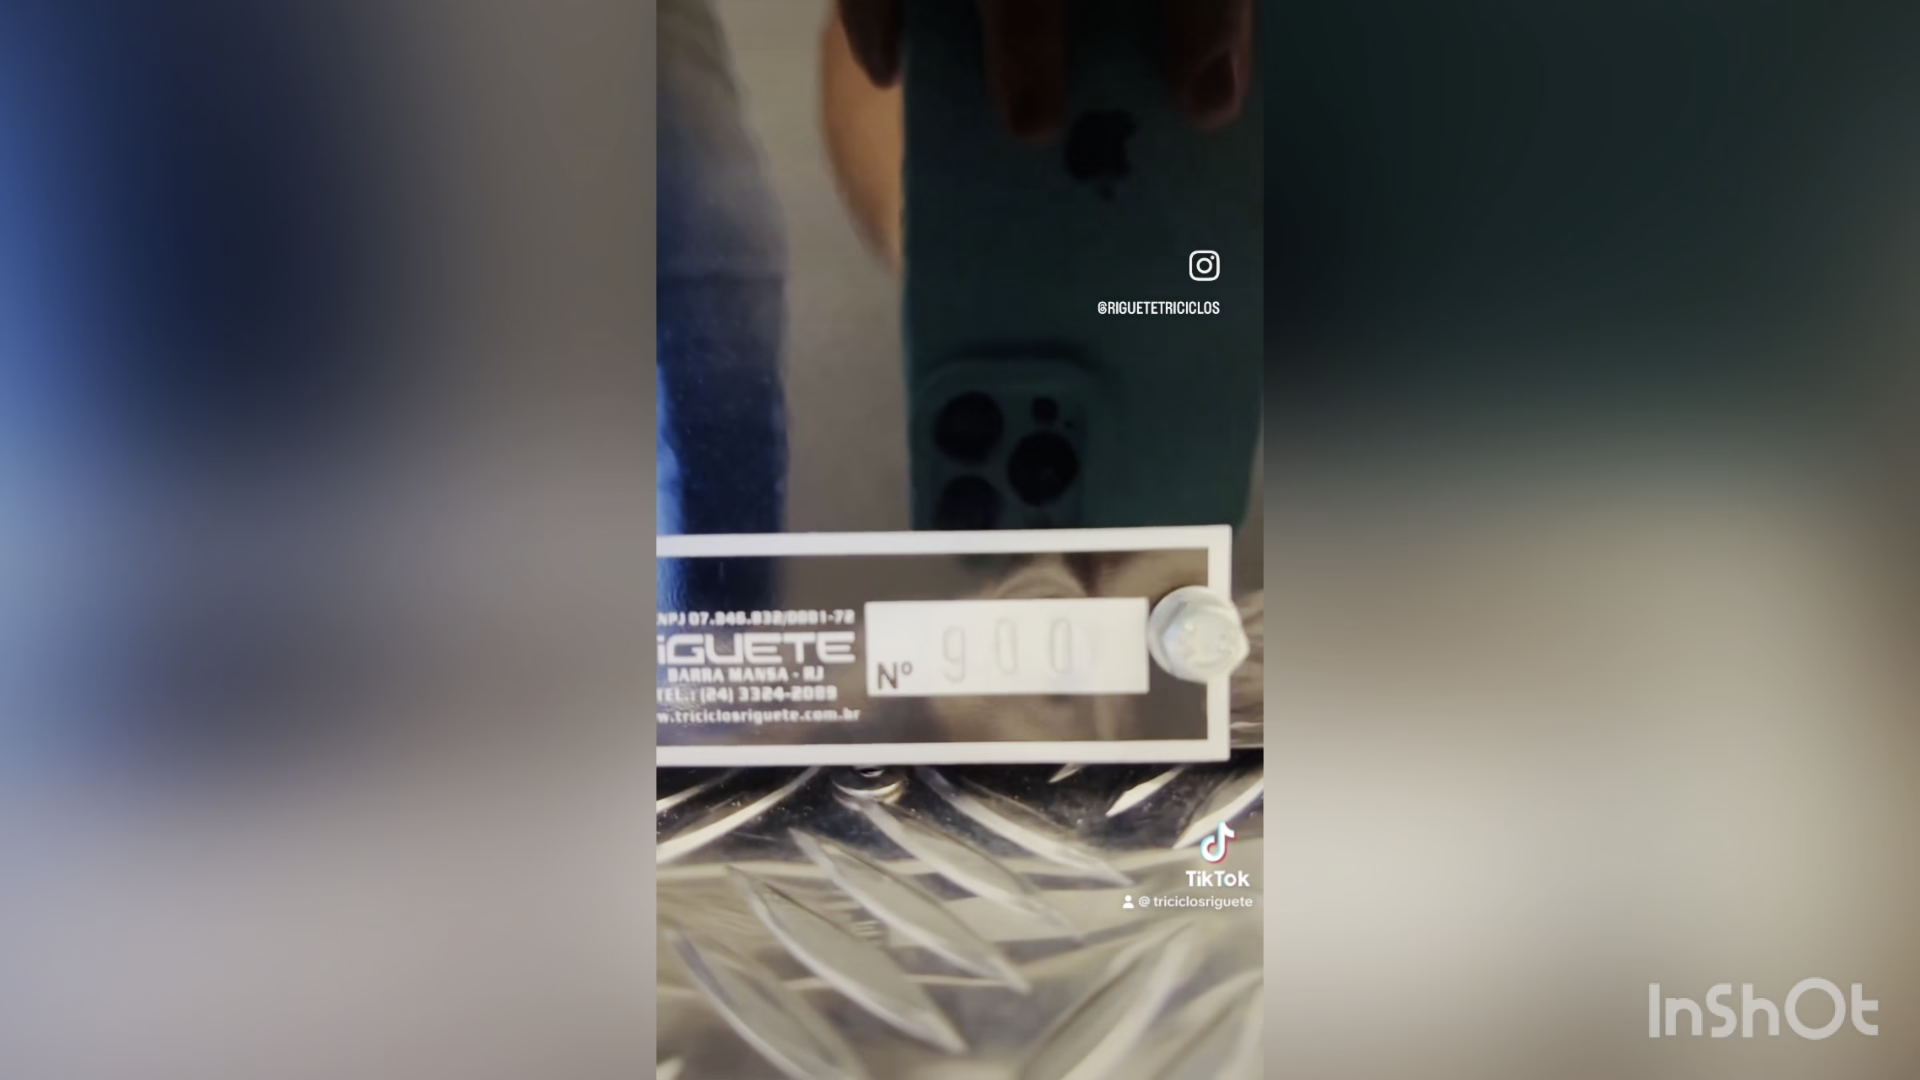 @RIGUETETRICICLOS
NPJ 07.946.932/0001-72
iGUETE
BARRA MANSA - RJ
TEL.: (24) 3324-2089
w.triciclosriguete.com.br
Nº 900
TikTok
@triciclosriguete
InShOt